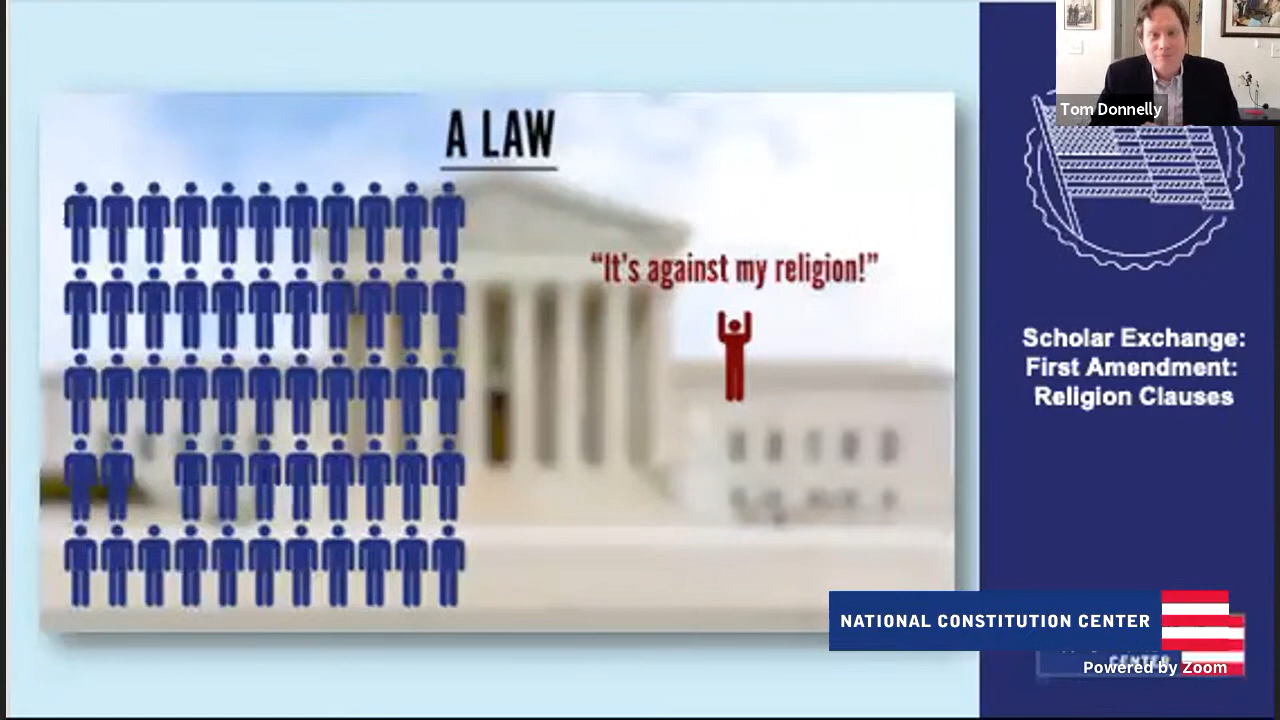 A LAW
“It's against my religion!”
Tom Donnelly
Scholar Exchange:
First Amendment:
Religion Clauses
NATIONAL CONSTITUTION CENTER
CENTER
Powered by Zoom